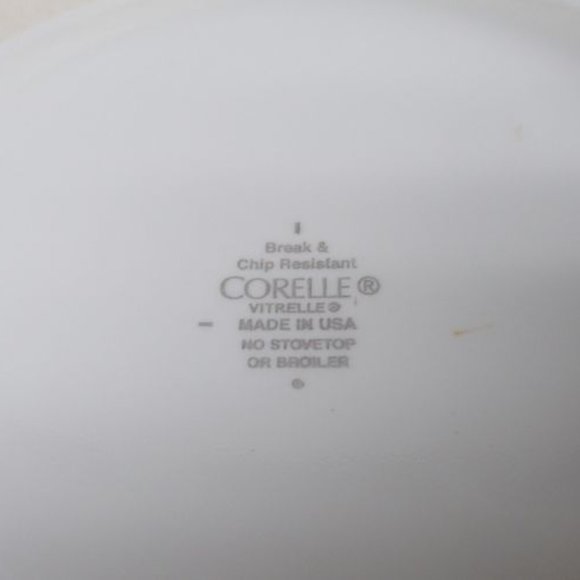 Break &
Chip Resistant
CORELLE®
VITRELLE®
MADE IN USA
NO STOVETOP
OR BROILER